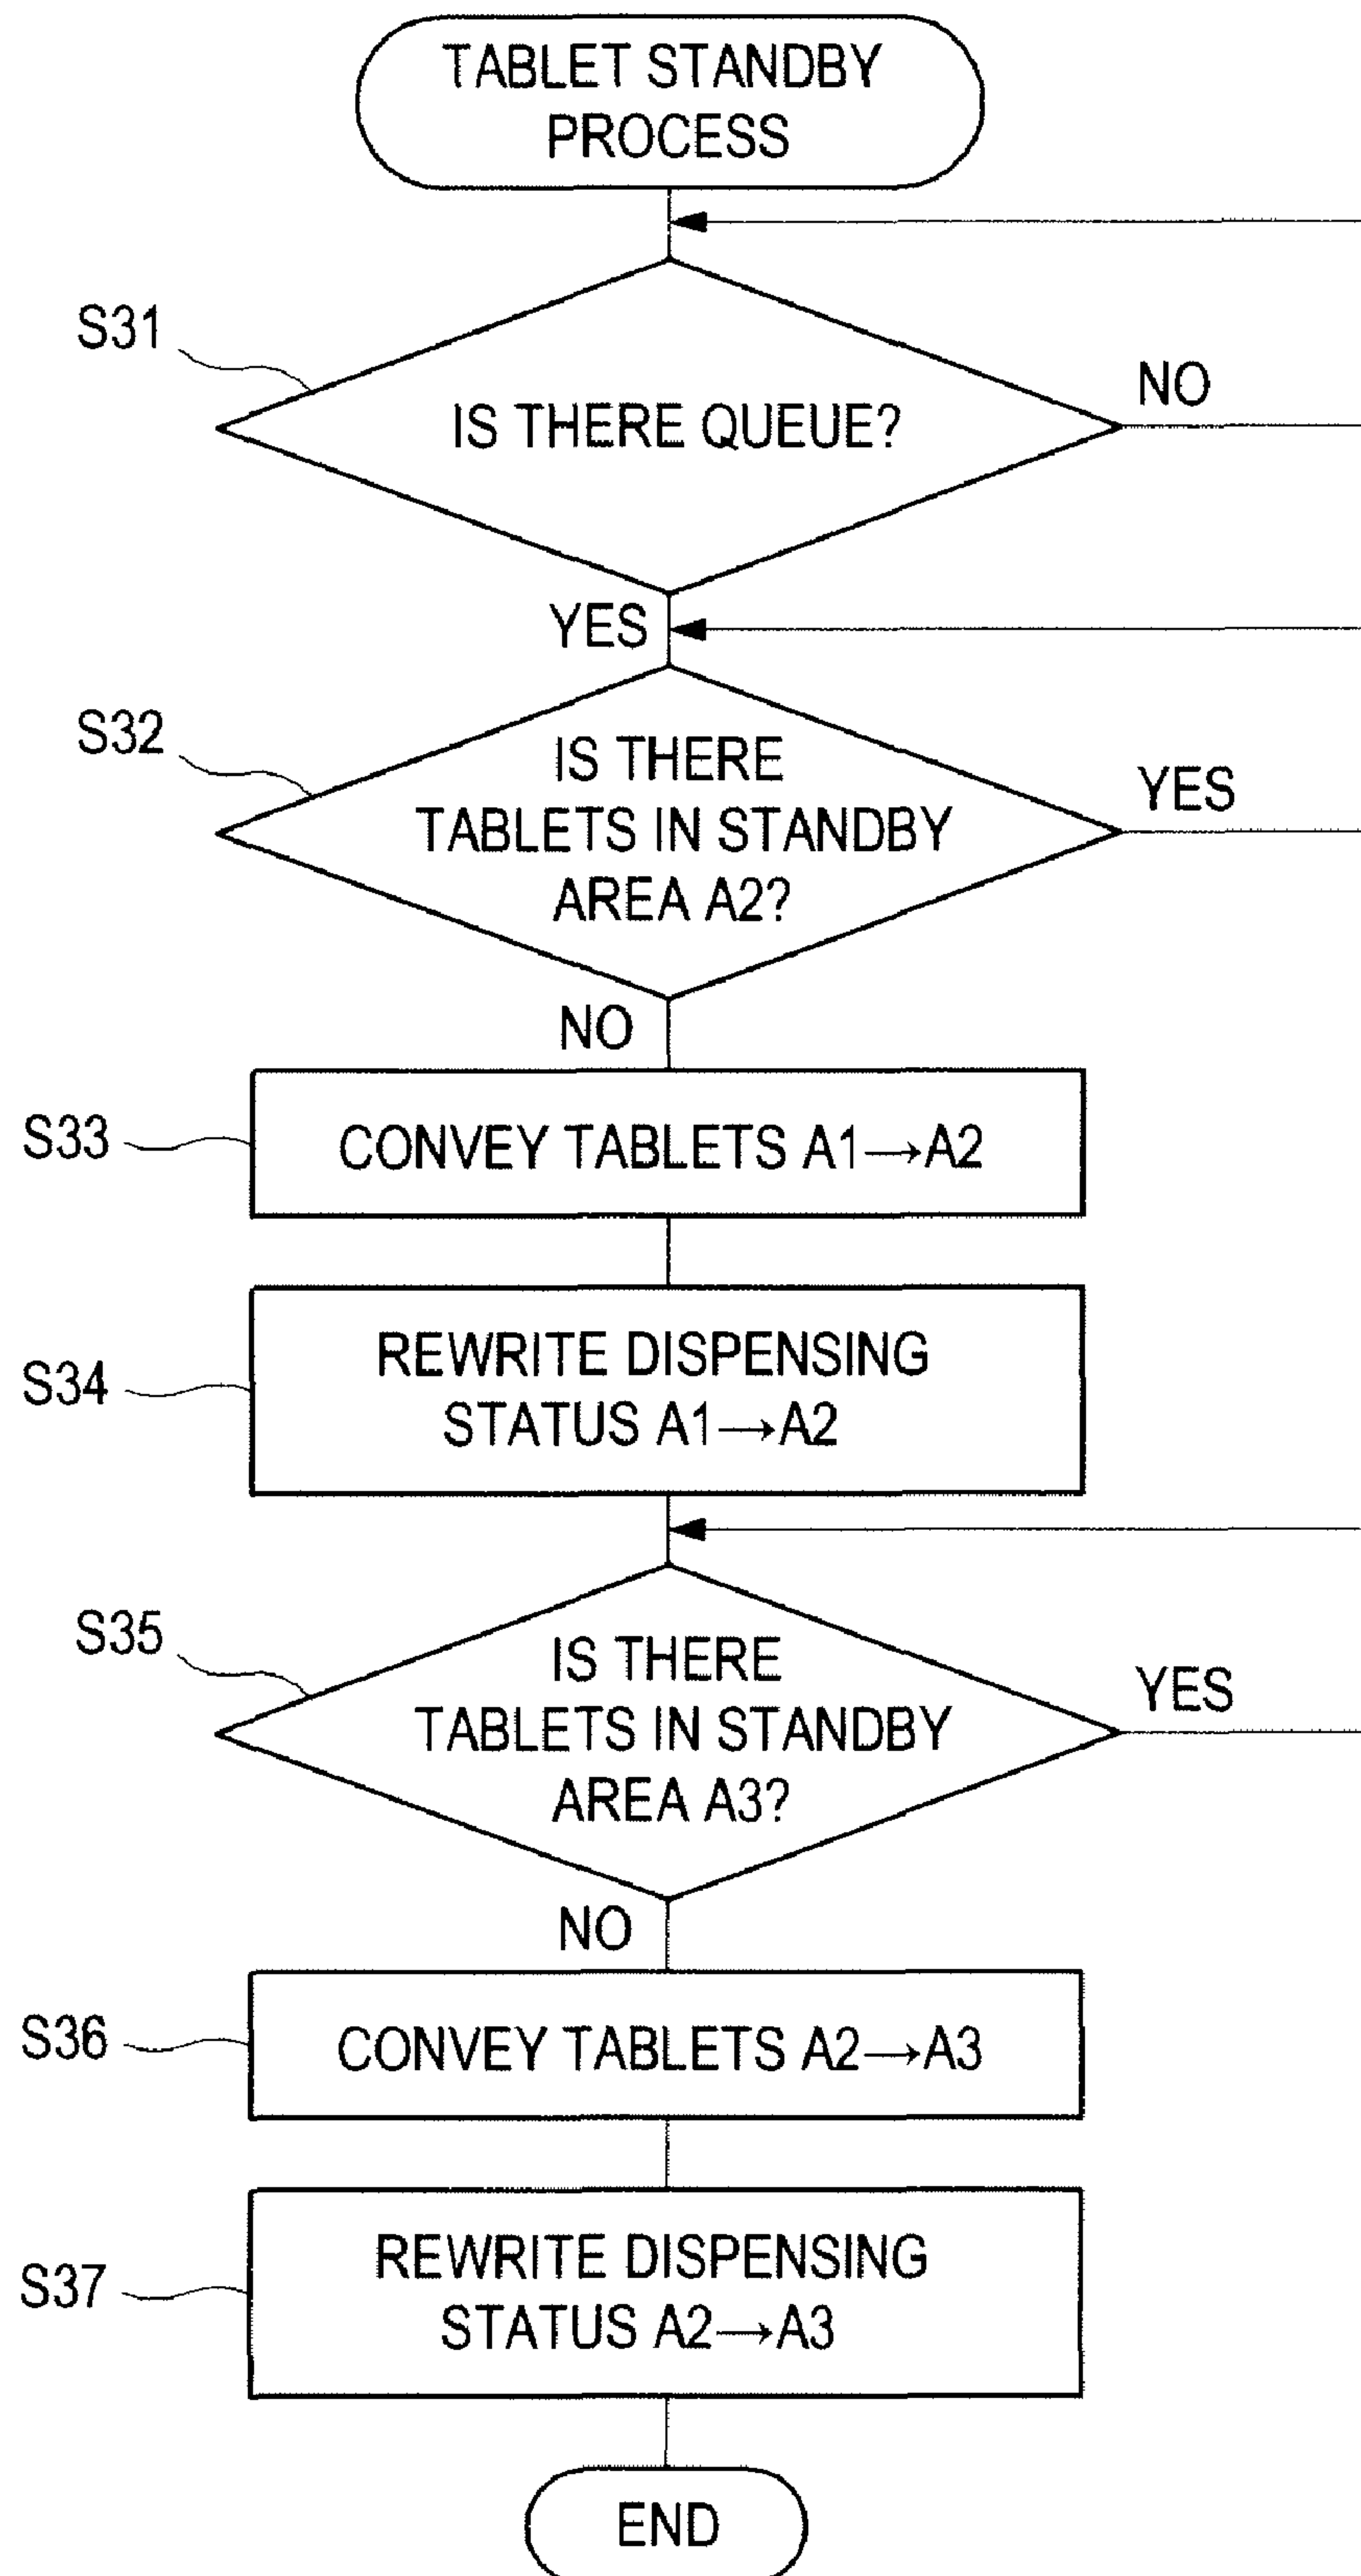 TABLET STANDBY
PROCESS
S31
IS THERE QUEUE?
NO
YES
S32
IS THERE
TABLETS IN STANDBY
AREA A2?
YES
NO
S33
CONVEY TABLETS A1→A2
S34
REWRITE DISPENSING
STATUS A1→A2
S35
IS THERE
TABLETS IN STANDBY
AREA A3?
YES
NO
S36
CONVEY TABLETS A2→A3
S37
REWRITE DISPENSING
STATUS A2→A3
END